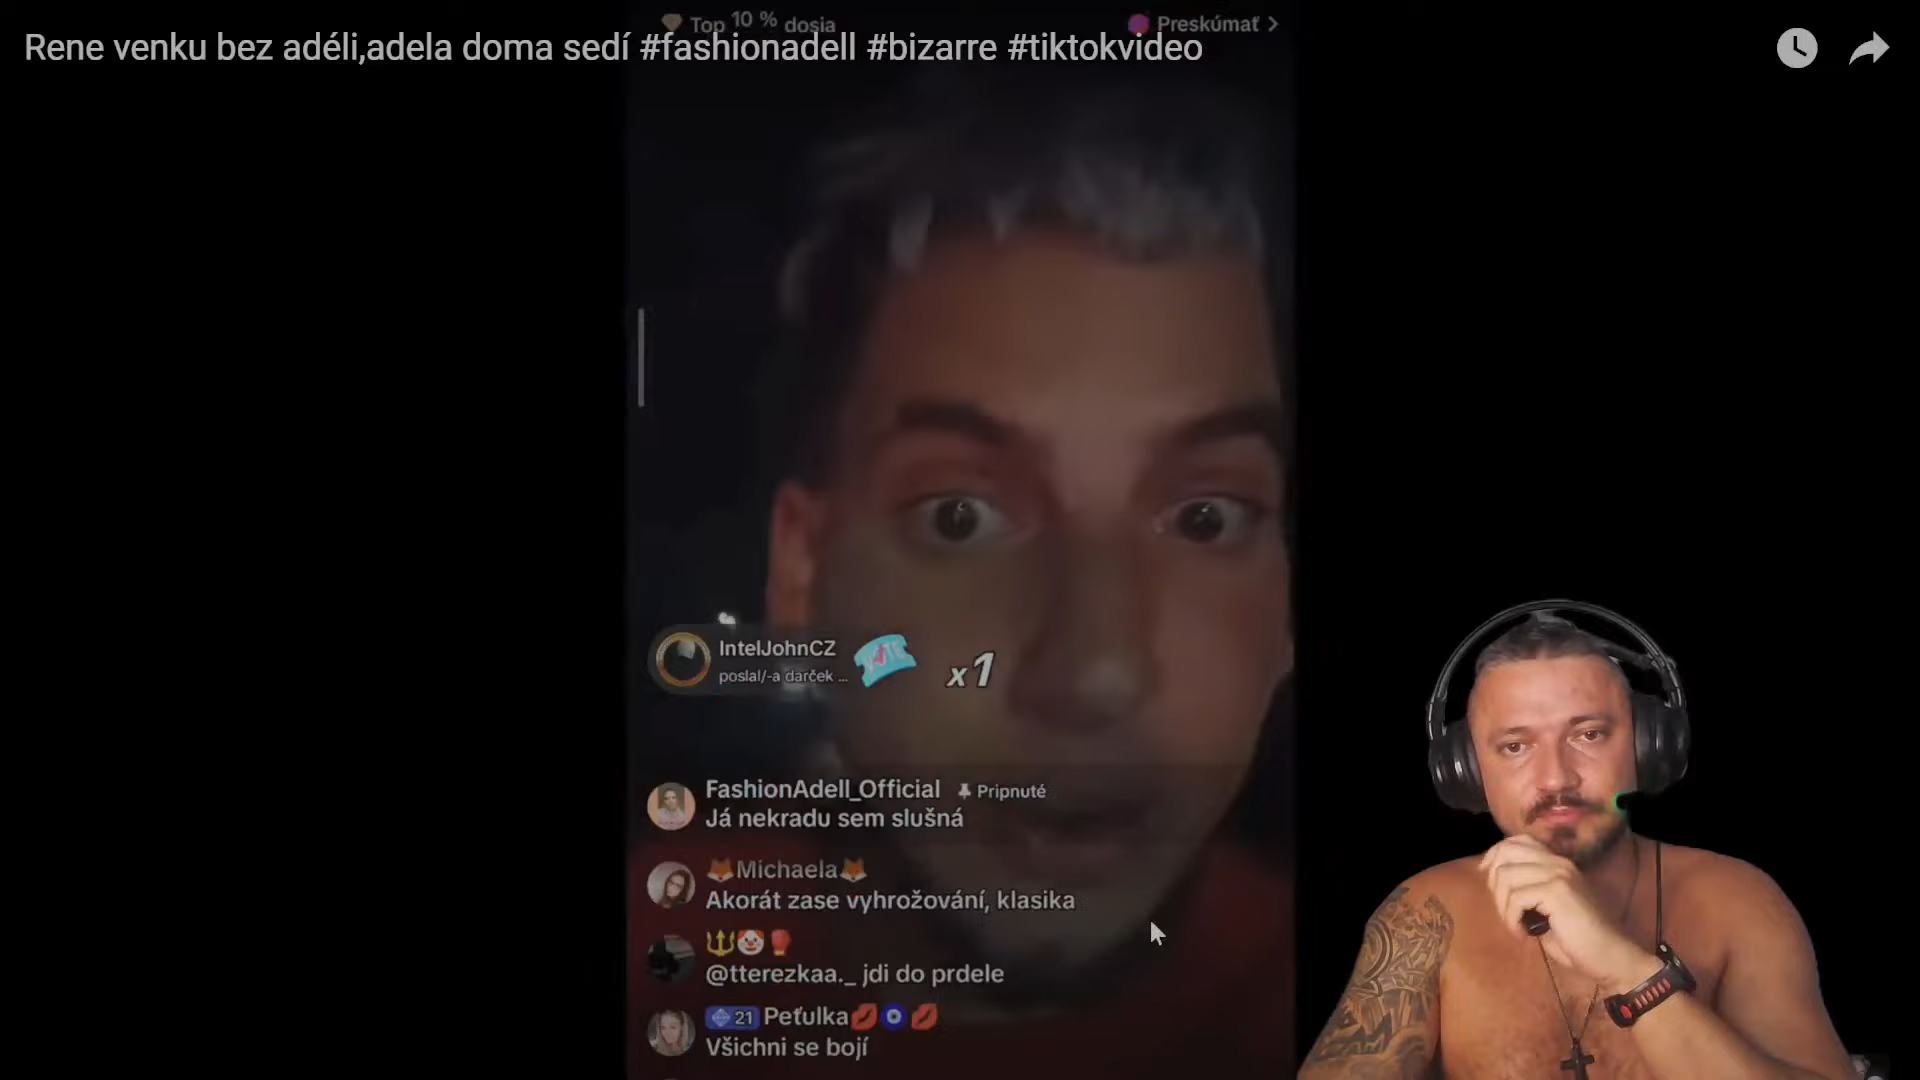 Top 10 % dosia
Preskúmať
Rene venku bez adéli,adela doma sedí #fashionadell #bizarre #tiktokvideo
IntelJohnCZ
poslal/-a darček ...
VOTE
x1
FashionAdell_Official Pripnuté
Já nekradu sem slušná
🦊Michaela🦊
Akorát zase vyhrožování, klasika
🔱🤡🥊
@tterezkaa._ jdi do prdele
21 Peťulka💋🧿💋
Všichni se bojí